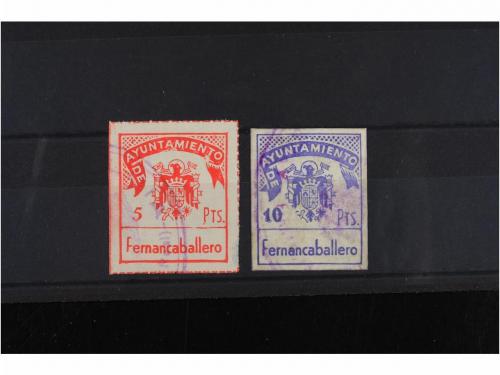 AYUNTAMIENTO
DE
5 Pts.
Fernancaballero
AYUNTAMIENTO
DE
10 Pts.
Fernancaballero